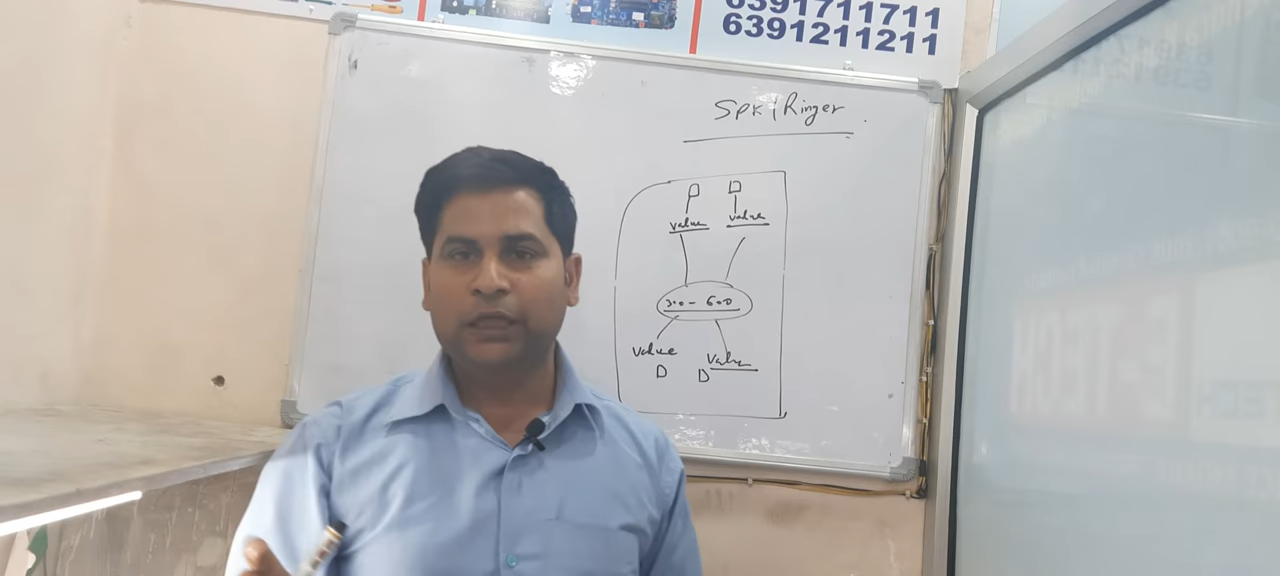 6391711711
6391211211
Spk/Ringer
value value
300-600
value value